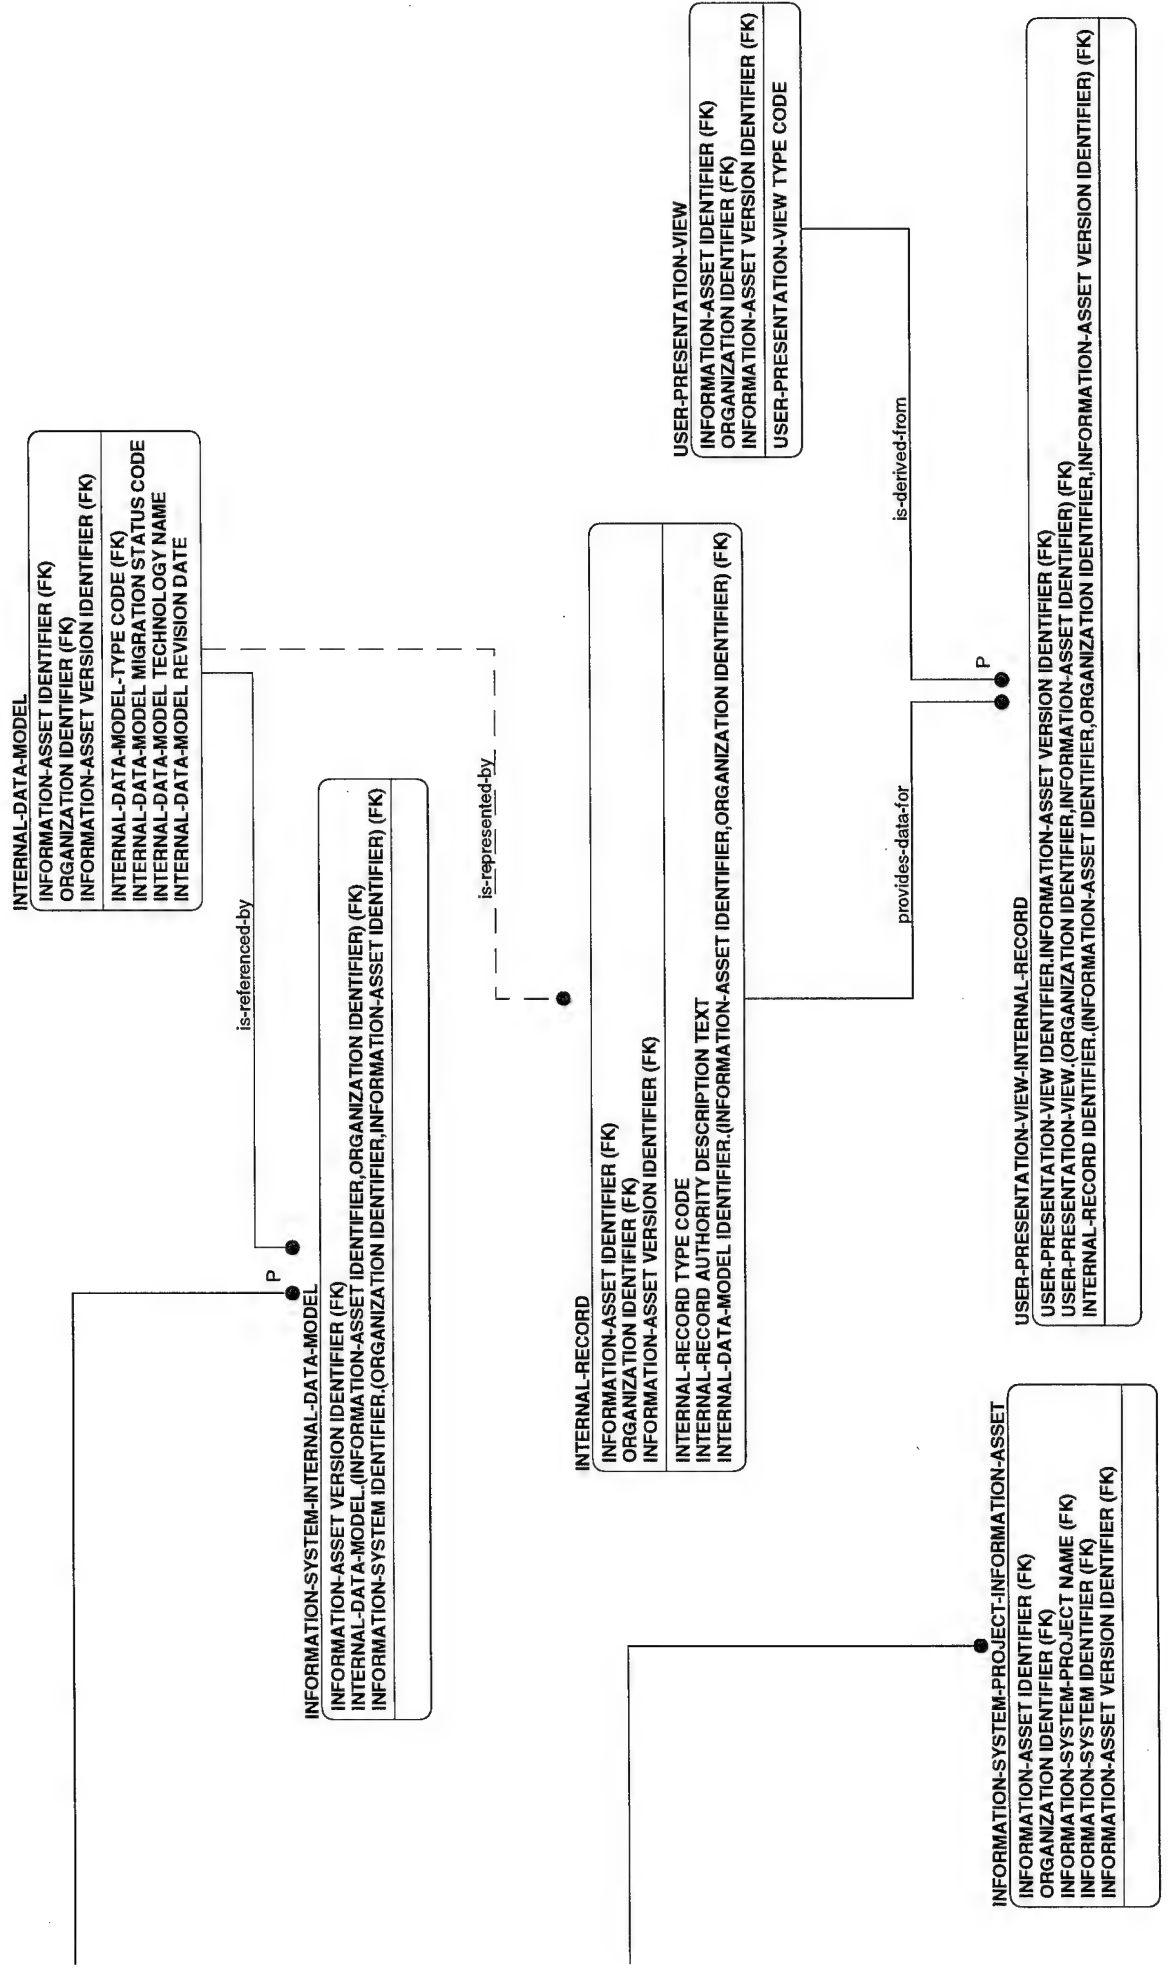 INTERNAL-DATA-MODEL
INFORMATION-ASSET IDENTIFIER (FK)
ORGANIZATION IDENTIFIER (FK)
INFORMATION-ASSET VERSION IDENTIFIER (FK)
INTERNAL-DATA-MODEL-TYPE CODE (FK)
INTERNAL-DATA-MODEL MIGRATION STATUS CODE
INTERNAL-DATA-MODEL TECHNOLOGY NAME
INTERNAL-DATA-MODEL REVISION DATE
is-referenced-by
P
INFORMATION-SYSTEM-INTERNAL-DATA-MODEL
INFORMATION-ASSET VERSION IDENTIFIER (FK)
INTERNAL-DATA-MODEL.(INFORMATION-ASSET IDENTIFIER,ORGANIZATION IDENTIFIER) (FK)
INFORMATION-SYSTEM IDENTIFIER.(ORGANIZATION IDENTIFIER,INFORMATION-ASSET IDENTIFIER) (FK)
is-represented-by
INTERNAL-RECORD
INFORMATION-ASSET IDENTIFIER (FK)
ORGANIZATION IDENTIFIER (FK)
INFORMATION-ASSET VERSION IDENTIFIER (FK)
INTERNAL-RECORD TYPE CODE
INTERNAL-RECORD AUTHORITY DESCRIPTION TEXT
INTERNAL-DATA-MODEL IDENTIFIER.(INFORMATION-ASSET IDENTIFIER,ORGANIZATION IDENTIFIER) (FK)
USER-PRESENTATION-VIEW
INFORMATION-ASSET IDENTIFIER (FK)
ORGANIZATION IDENTIFIER (FK)
INFORMATION-ASSET VERSION IDENTIFIER (FK)
USER-PRESENTATION-VIEW TYPE CODE
provides-data-for
is-derived-from
P
INFORMATION-SYSTEM-PROJECT-INFORMATION-ASSET
INFORMATION-ASSET IDENTIFIER (FK)
ORGANIZATION IDENTIFIER (FK)
INFORMATION-SYSTEM-PROJECT NAME (FK)
INFORMATION-SYSTEM IDENTIFIER (FK)
INFORMATION-ASSET VERSION IDENTIFIER (FK)
USER-PRESENTATION-VIEW-INTERNAL-RECORD
USER-PRESENTATION-VIEW IDENTIFIER.INFORMATION-ASSET VERSION IDENTIFIER (FK)
USER-PRESENTATION-VIEW.(ORGANIZATION IDENTIFIER,INFORMATION-ASSET IDENTIFIER) (FK)
INTERNAL-RECORD IDENTIFIER.(INFORMATION-ASSET IDENTIFIER,ORGANIZATION IDENTIFIER,INFORMATION-ASSET VERSION IDENTIFIER) (FK)